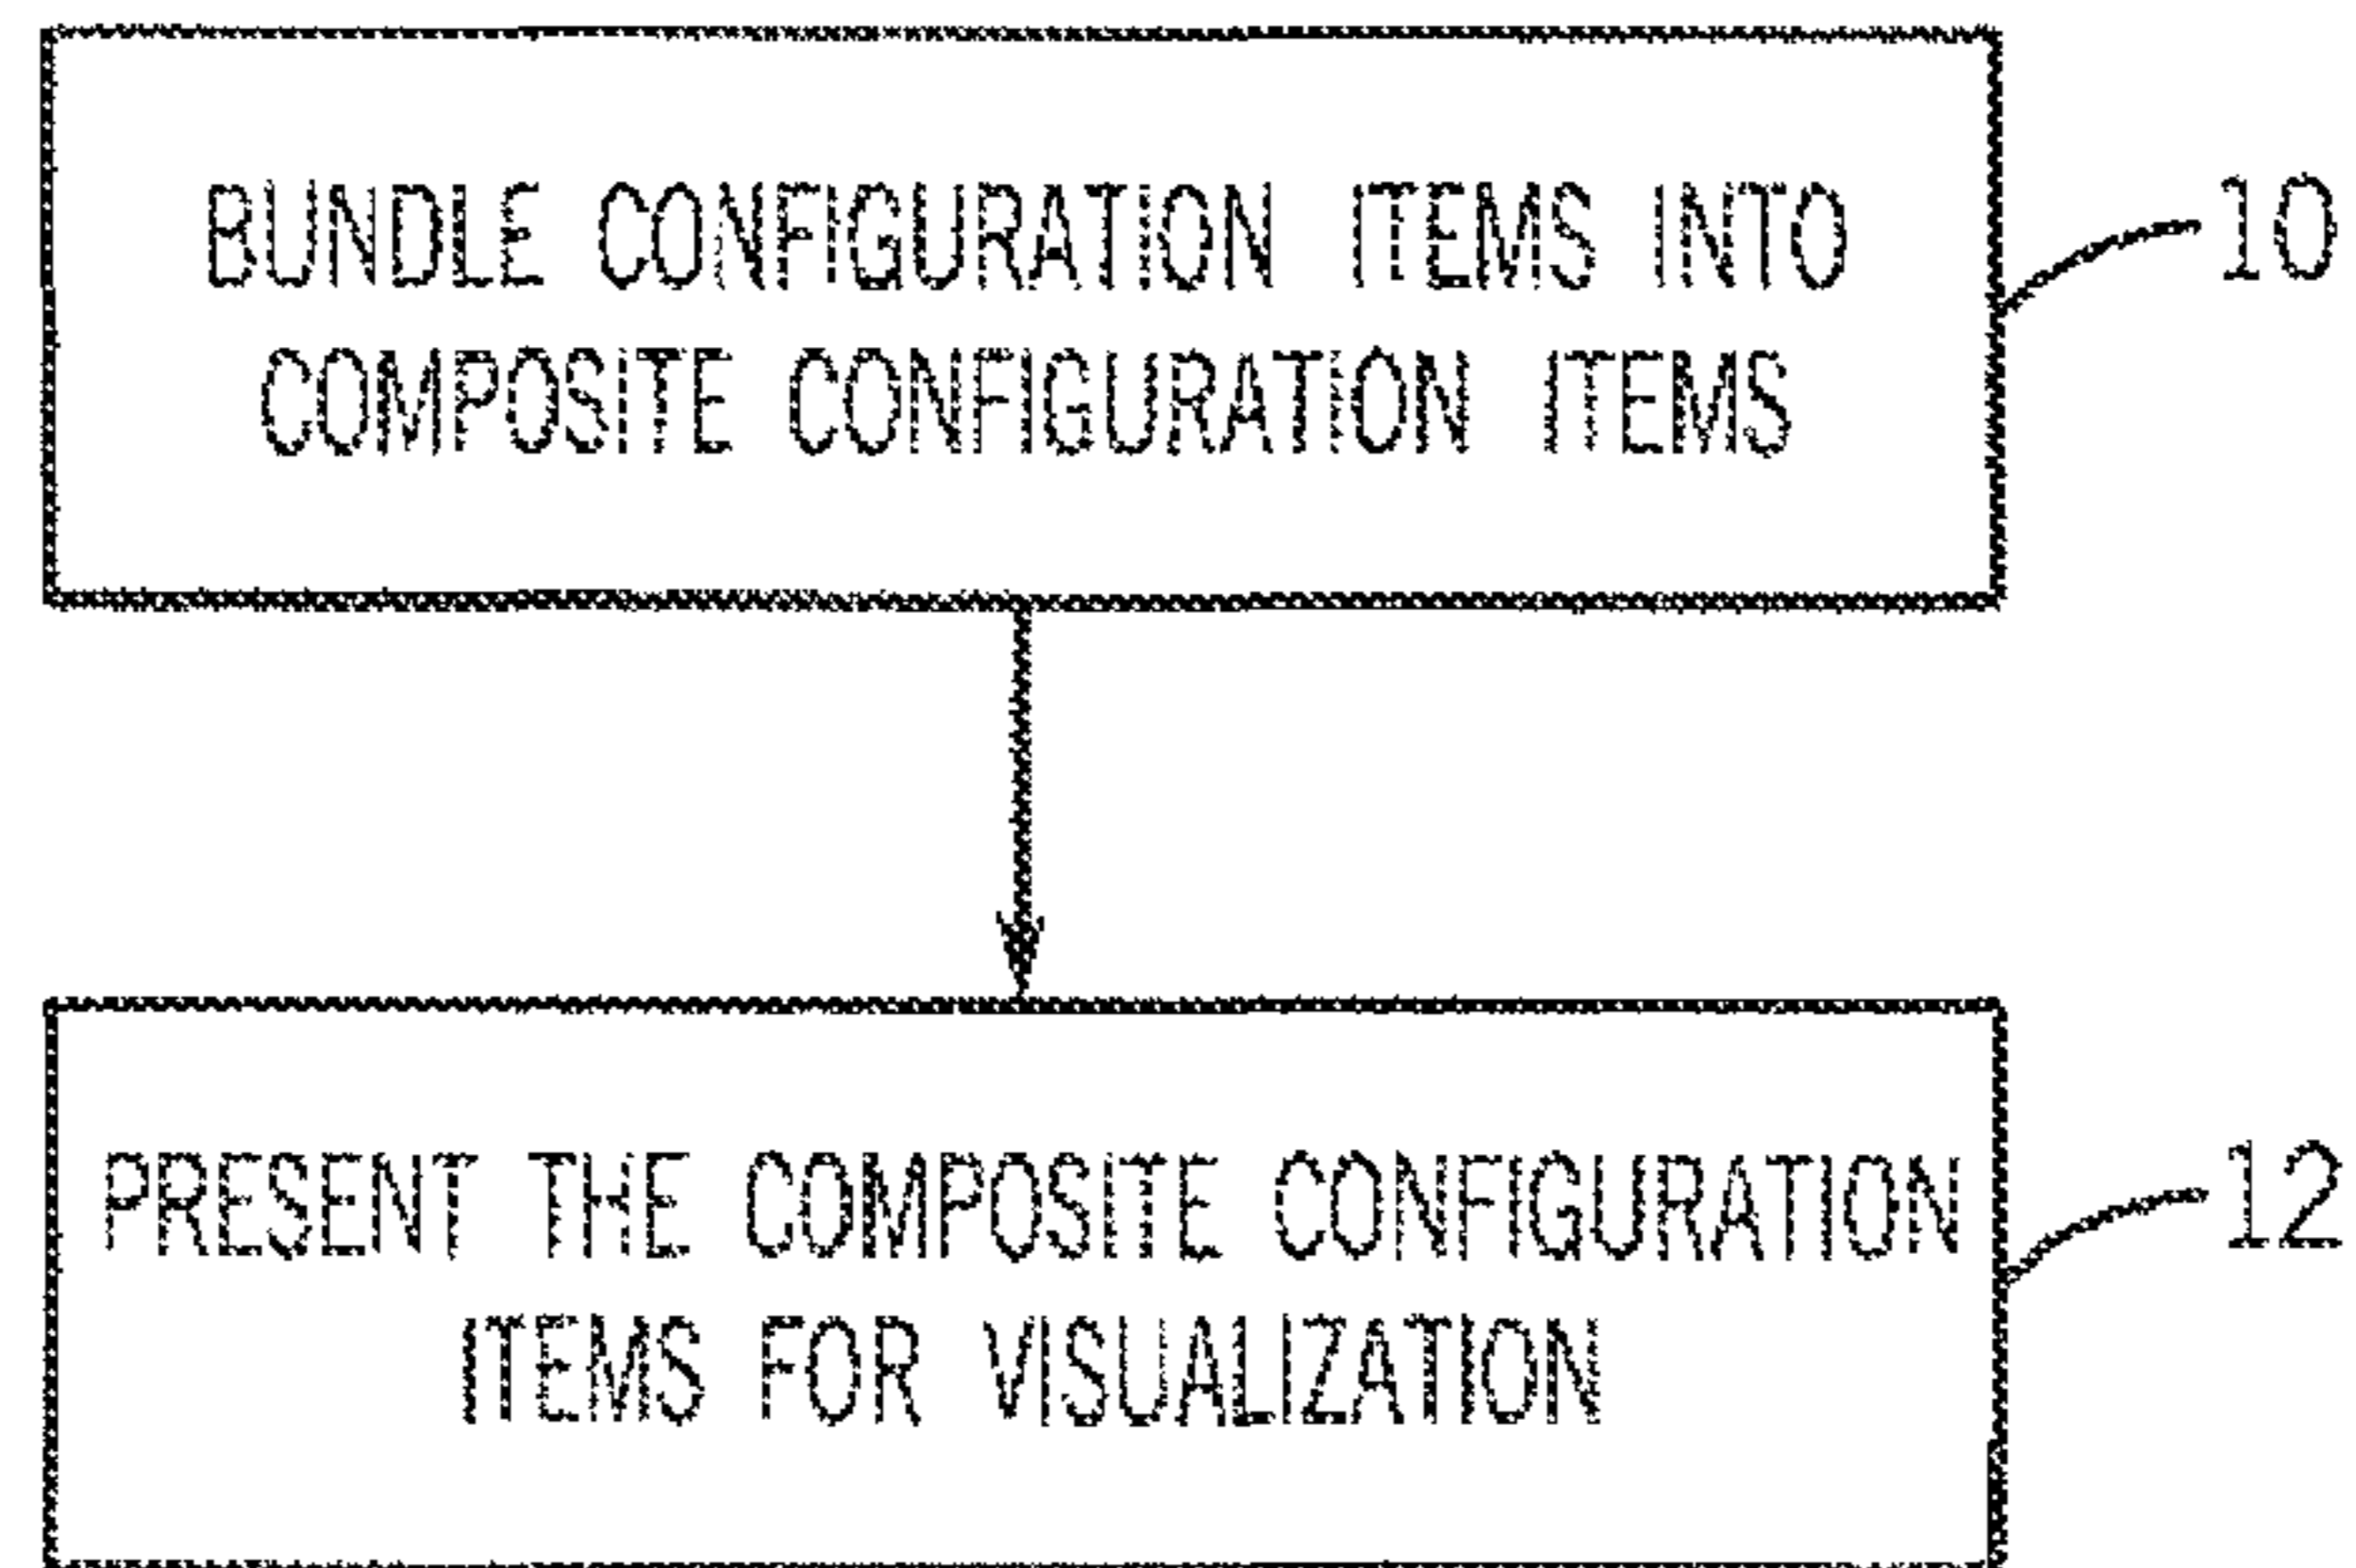 BUNDLE CONFIGURATION ITEMS INTO
COMPOSITE CONFIGURATION ITEMS
10
PRESENT THE COMPOSITE CONFIGURATION
ITEMS FOR VISUALIZATION
12